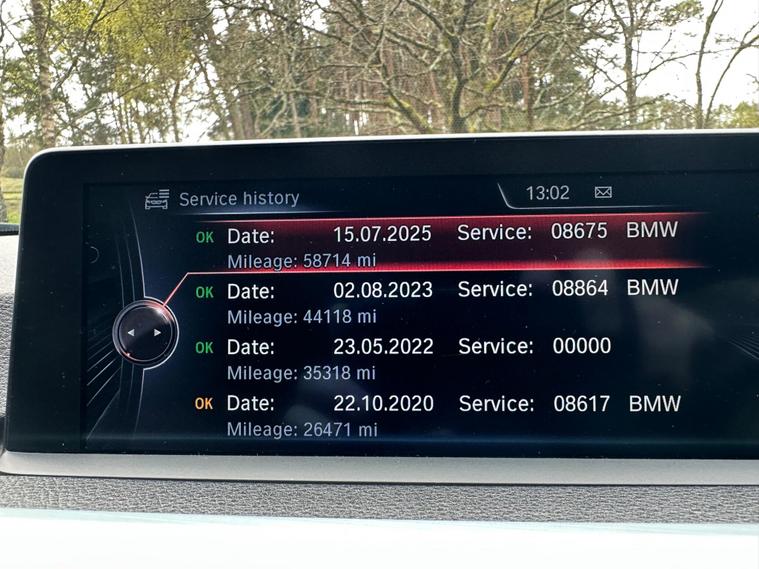 Service history 13:02
OK Date: 15.07.2025 Service: 08675 BMW
Mileage: 58714 mi
OK Date: 02.08.2023 Service: 08864 BMW
Mileage: 44118 mi
OK Date: 23.05.2022 Service: 00000
Mileage: 35318 mi
OK Date: 22.10.2020 Service: 08617 BMW
Mileage: 26471 mi